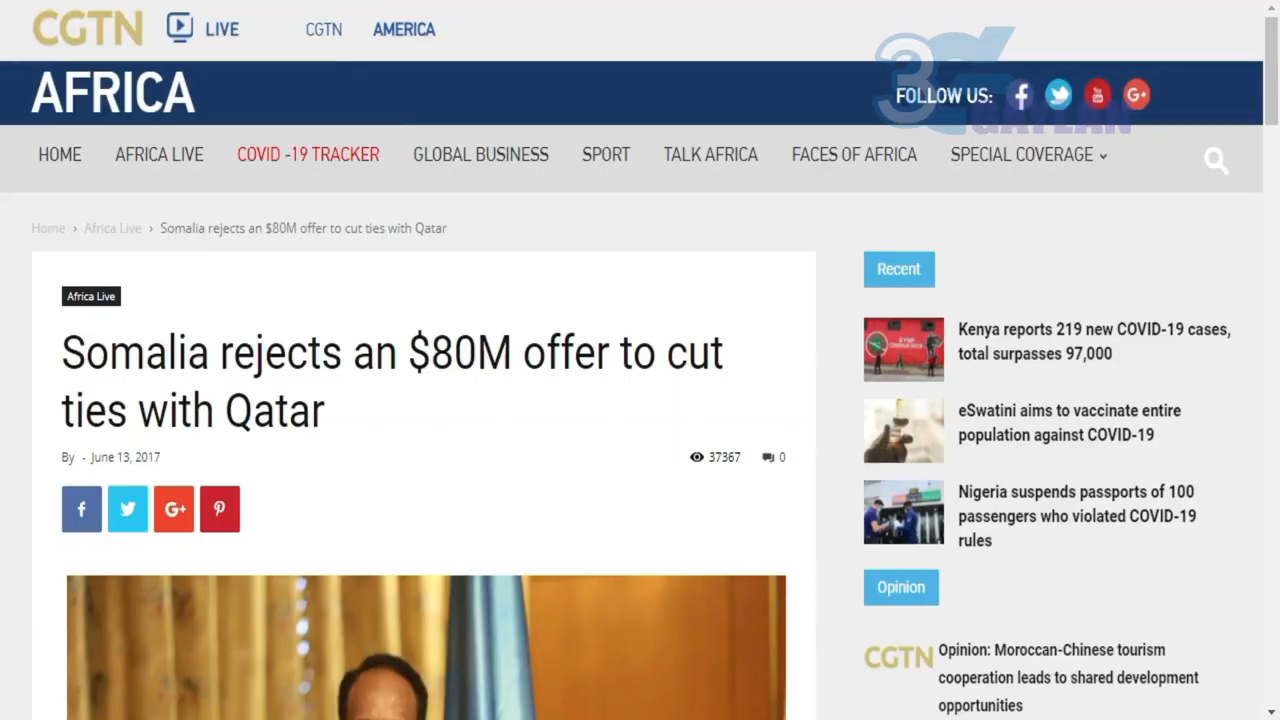 CGTN LIVE CGTN AMERICA
AFRICA
FOLLOW US:
3G GAYLAN
HOME AFRICA LIVE COVID -19 TRACKER GLOBAL BUSINESS SPORT TALK AFRICA FACES OF AFRICA SPECIAL COVERAGE
Home › Africa Live › Somalia rejects an $80M offer to cut ties with Qatar
Africa Live
Somalia rejects an $80M offer to cut
ties with Qatar
By - June 13, 2017
37367 0
Recent
Kenya reports 219 new COVID-19 cases,
total surpasses 97,000
eSwatini aims to vaccinate entire
population against COVID-19
Nigeria suspends passports of 100
passengers who violated COVID-19
rules
Opinion
CGTN
Opinion: Moroccan-Chinese tourism
cooperation leads to shared development
opportunities